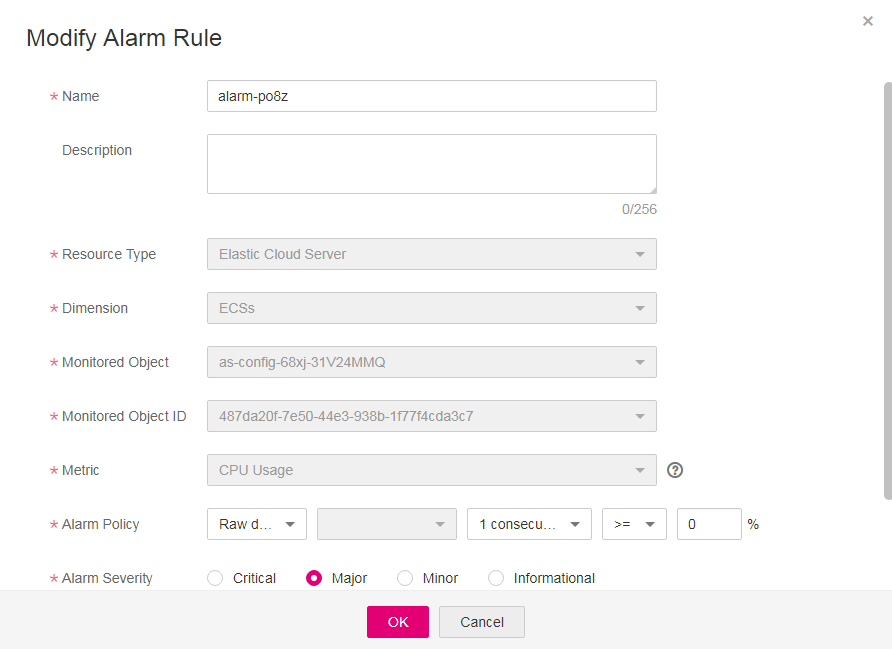 ×
Modify Alarm Rule
* Name alarm-po8z
Description
0/256
* Resource Type Elastic Cloud Server
* Dimension ECSs
* Monitored Object as-config-68xj-31V24MMQ
* Monitored Object ID 487da20f-7e50-44e3-938b-1f77f4cda3c7
* Metric CPU Usage ?
* Alarm Policy Raw d... 1 consecu... >= 0 %
* Alarm Severity Critical Major Minor Informational
OK Cancel